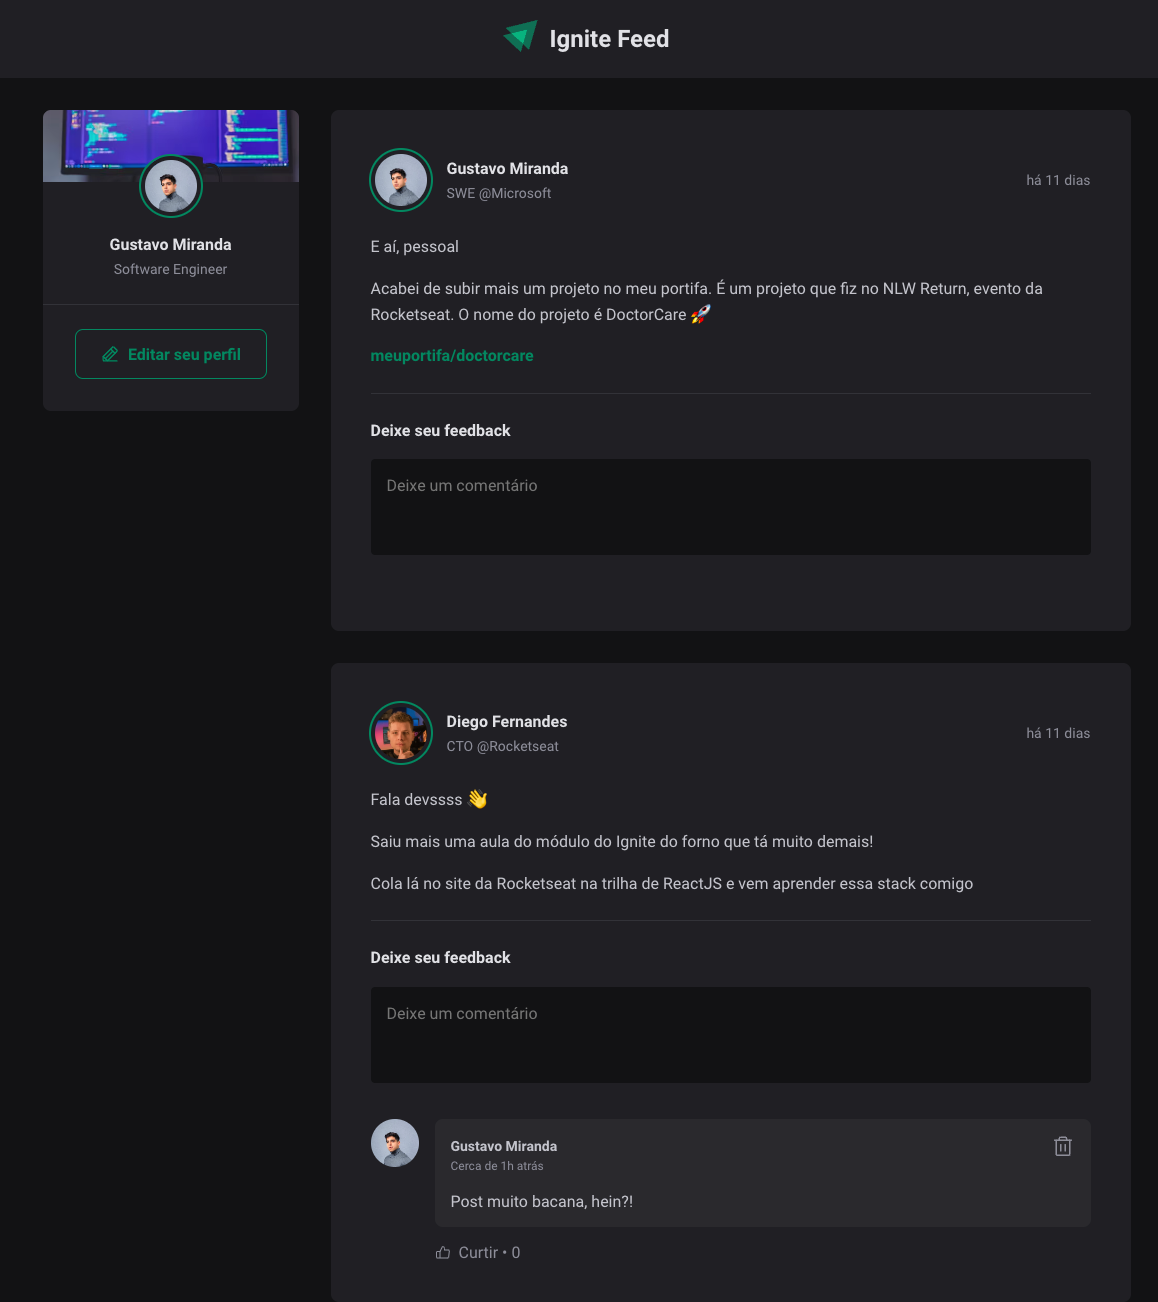 Ignite Feed
Gustavo Miranda
Software Engineer
Editar seu perfil
Gustavo Miranda
SWE @Microsoft
há 11 dias
E aí, pessoal
Acabei de subir mais um projeto no meu portifa. É um projeto que fiz no NLW Return, evento da
Rocketseat. O nome do projeto é DoctorCare 🚀
meuportifa/doctorcare
Deixe seu feedback
Deixe um comentário
Diego Fernandes
CTO @Rocketseat
há 11 dias
Fala devssss 👋
Saiu mais uma aula do módulo do Ignite do forno que tá muito demais!
Cola lá no site da Rocketseat na trilha de ReactJS e vem aprender essa stack comigo
Deixe seu feedback
Deixe um comentário
Gustavo Miranda
Cerca de 1h atrás
Post muito bacana, hein?!
Curtir • 0